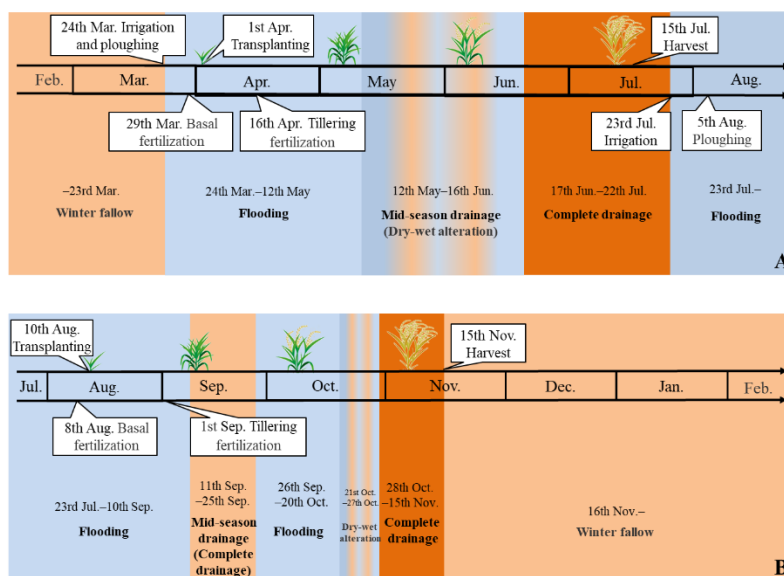 24th Mar. Irrigation
and ploughing
1st Apr.
Transplanting
15th Jul.
Harvest
Feb.
Mar.
Apr.
May
Jun.
Jul.
Aug.
29th Mar. Basal
fertilization
16th Apr. Tillering
fertilization
23rd Jul.
Irrigation
5th Aug.
Ploughing
–23rd Mar.
Winter fallow
24th Mar.–12th May
Flooding
12th May–16th Jun.
Mid-season drainage
(Dry-wet alteration)
17th Jun.–22th Jul.
Complete drainage
23rd Jul.–
Flooding
A
10th Aug.
Transplanting
15th Nov.
Harvest
Jul.
Aug.
Sep.
Oct.
Nov.
Dec.
Jan.
Feb.
8th Aug. Basal
fertilization
1st Sep. Tillering
fertilization
23rd Jul.–10th Sep.
Flooding
11th Sep.
–25th Sep.
Mid-season
drainage
(Complete
drainage)
26th Sep.
–20th Oct.
Flooding
21st Oct.
–27th Oct.
Dry-wet
alteration
28th Oct.
–15th Nov.
Complete
drainage
16th Nov.–
Winter fallow
B